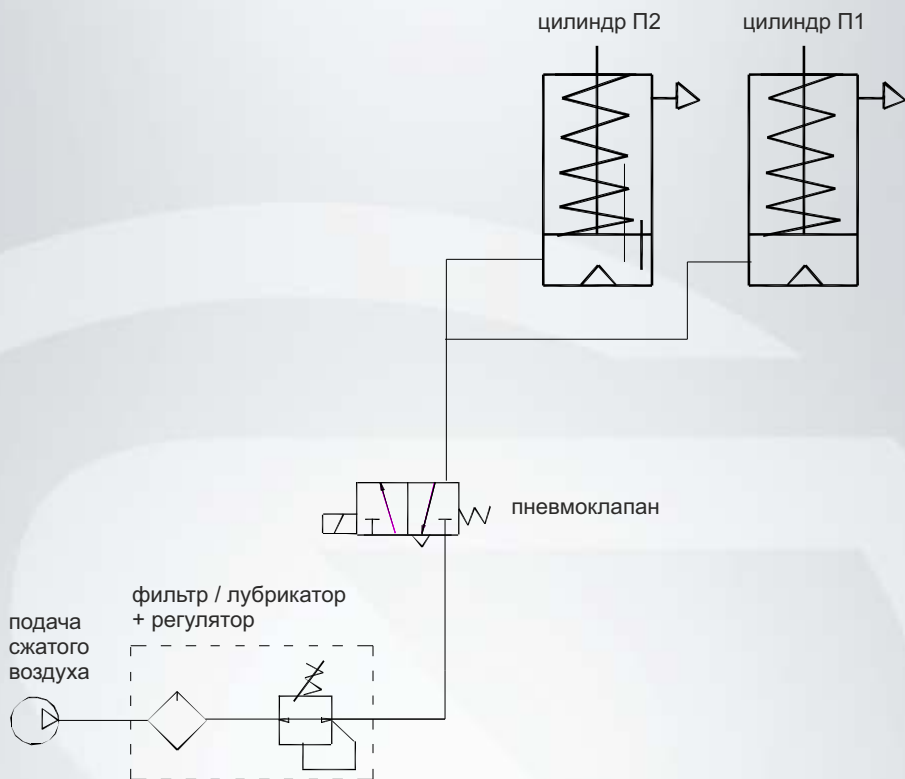 цилиндр П2
цилиндр П1
пневмоклапан
фильтр / лубрикатор
+ регулятор
подача
сжатого
воздуха